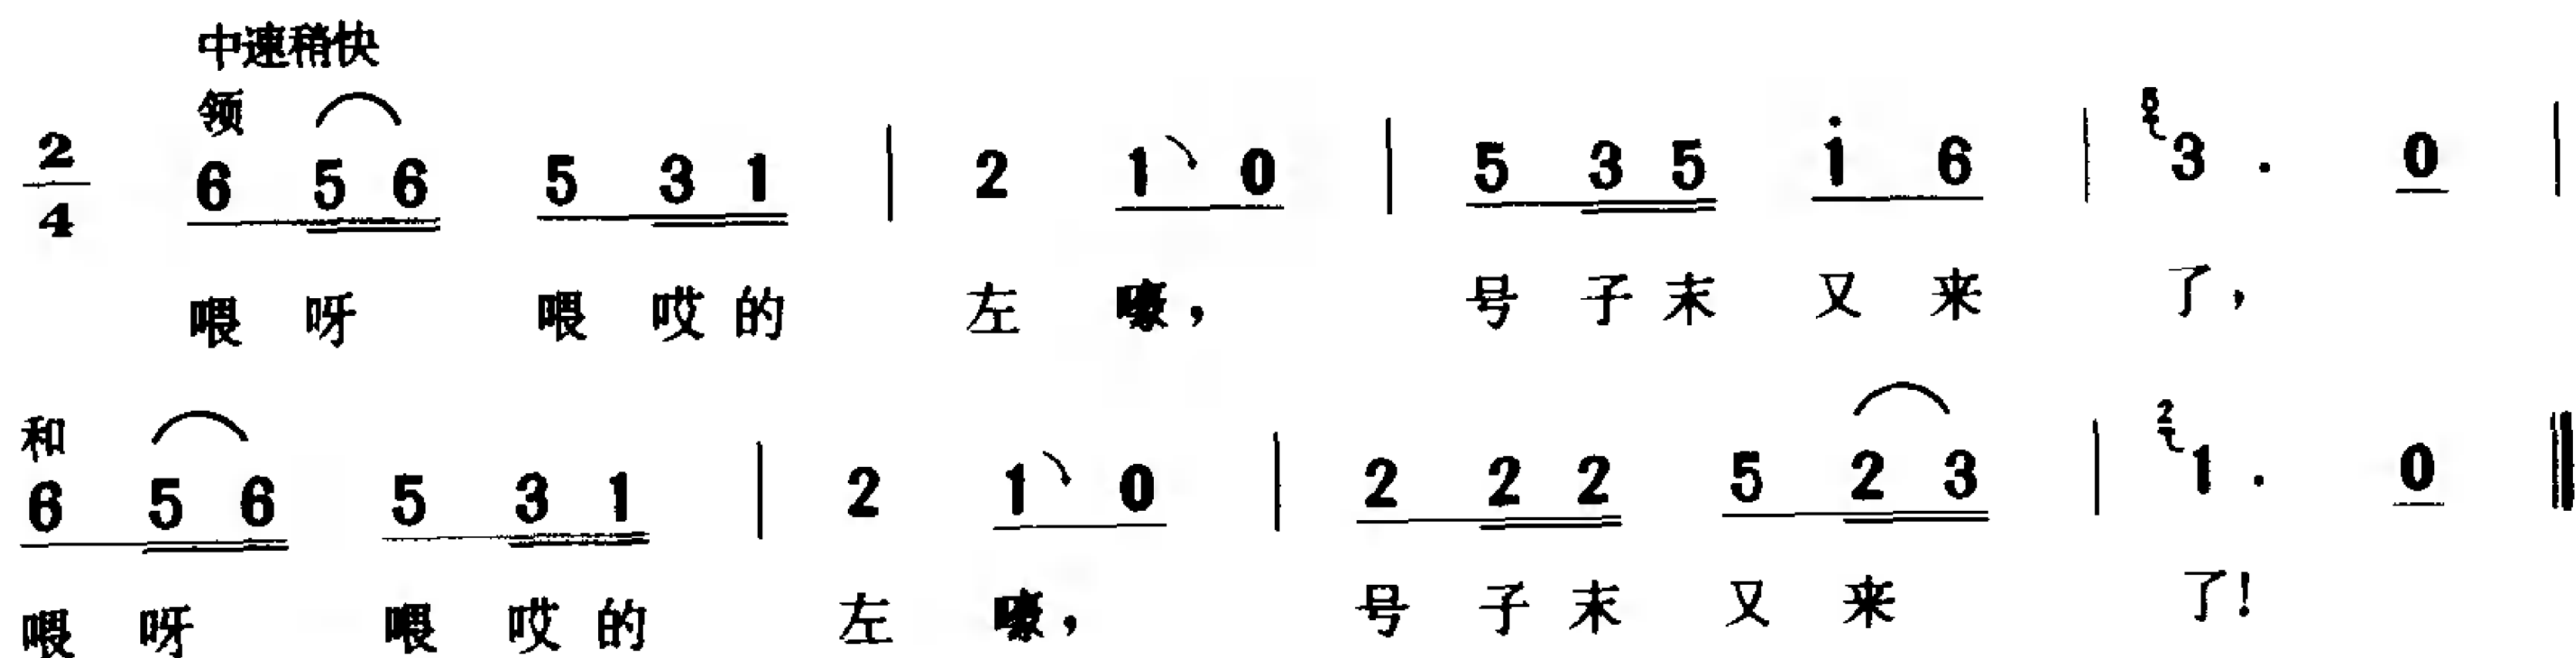 中速稍快
领
2/4 6 5 6 5 3 1 | 2 1 0 | 5 3 5 i 6 | 5 3 . 0 |
喂 呀 喂 哎 的 左 嚎， 号 子 末 又 来 了，
和
6 5 6 5 3 1 | 2 1 0 | 2 2 2 5 2 3 | 2 1 . 0 ‖
喂 呀 喂 哎 的 左 嚎， 号 子 末 又 来 了！